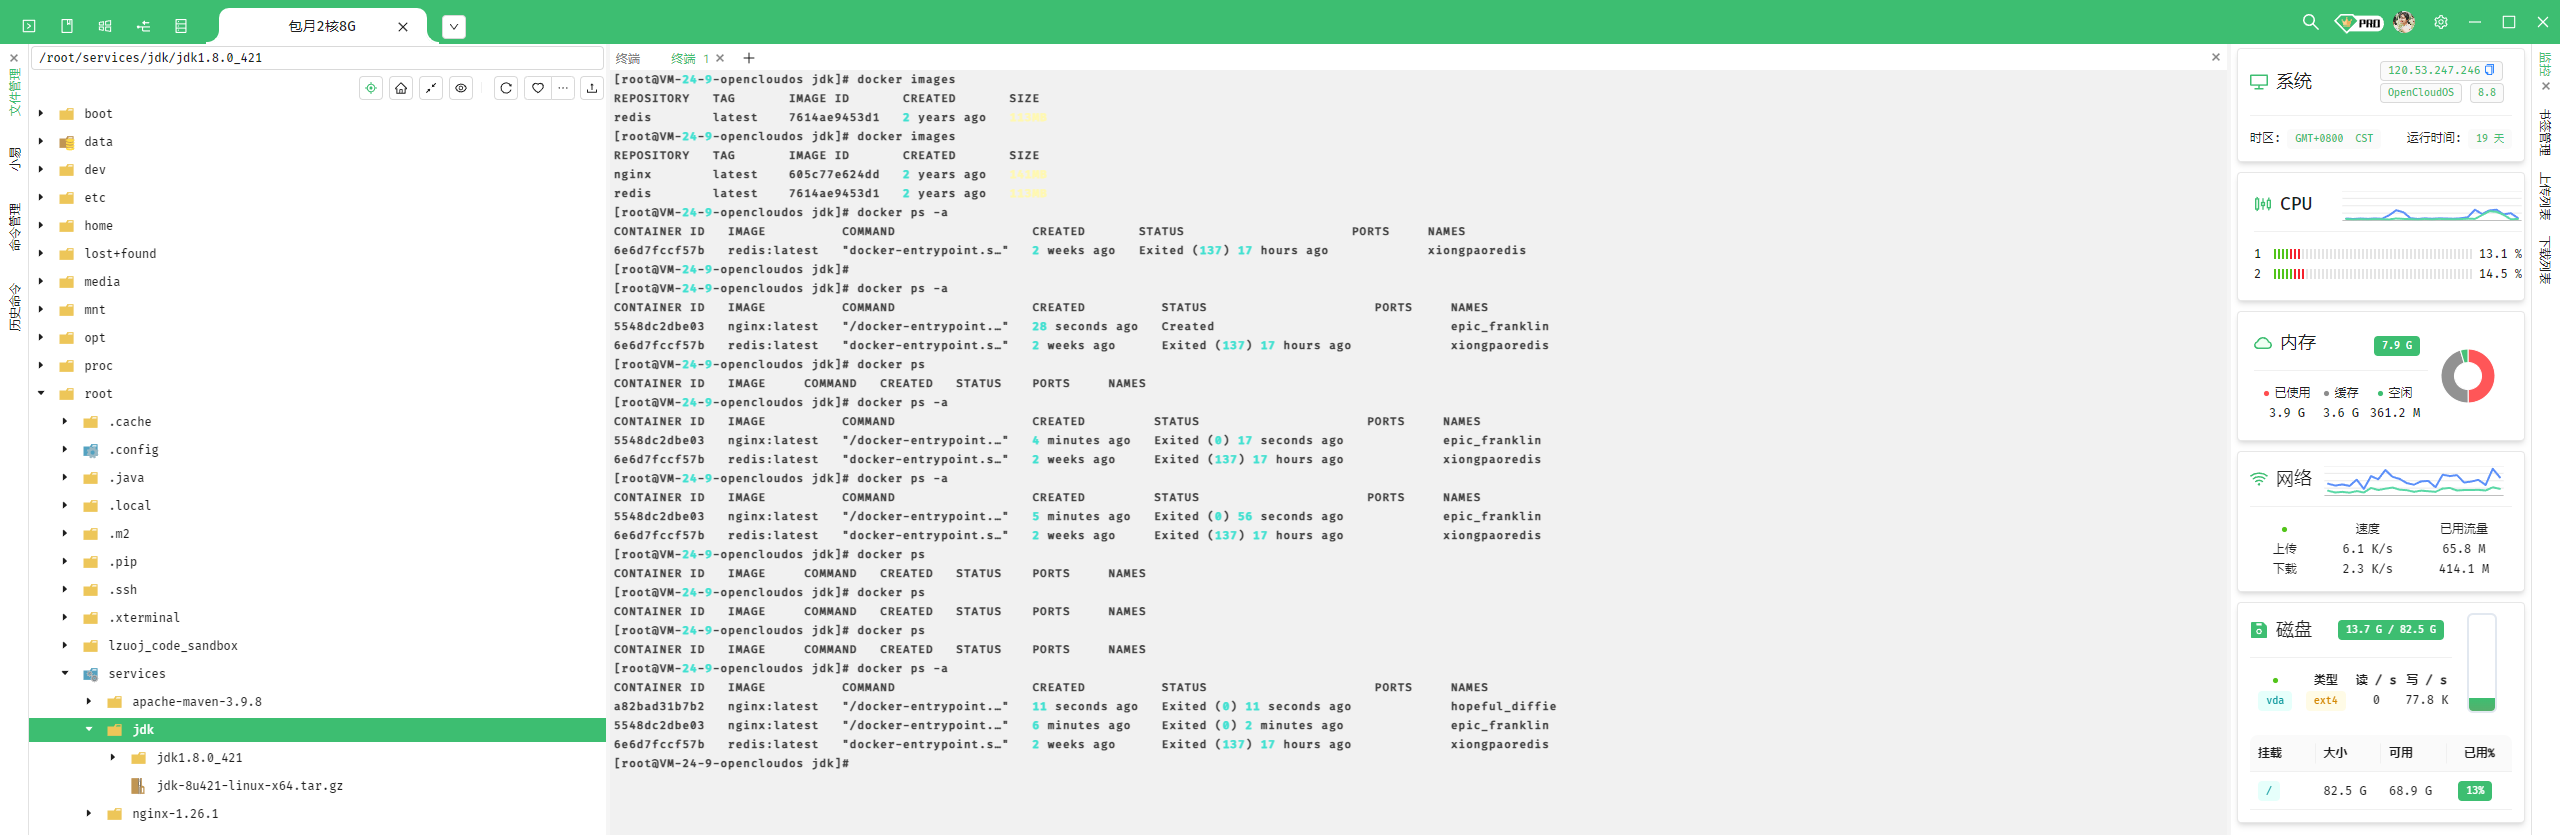 包月2核8G
PRO
文件管理
小易
命令管理
历史命令
/root/services/jdk/jdk1.8.0_421
boot
data
dev
etc
home
lost+found
media
mnt
opt
proc
root
.cache
.config
.java
.local
.m2
.pip
.ssh
.xterminal
lzuoj_code_sandbox
services
apache-maven-3.9.8
jdk
jdk1.8.0_421
jdk-8u421-linux-x64.tar.gz
nginx-1.26.1
终端 终端 1
[root@VM-24-9-opencloudos jdk]# docker images
REPOSITORY TAG IMAGE ID CREATED SIZE
redis latest 7614ae9453d1 2 years ago
[root@VM-24-9-opencloudos jdk]# docker images
REPOSITORY TAG IMAGE ID CREATED SIZE
nginx latest 605c77e624dd 2 years ago
redis latest 7614ae9453d1 2 years ago
[root@VM-24-9-opencloudos jdk]# docker ps -a
CONTAINER ID IMAGE COMMAND CREATED STATUS PORTS NAMES
6e6d7fccf57b redis:latest "docker-entrypoint.s…" 2 weeks ago Exited (137) 17 hours ago xiongpaoredis
[root@VM-24-9-opencloudos jdk]#
[root@VM-24-9-opencloudos jdk]# docker ps -a
CONTAINER ID IMAGE COMMAND CREATED STATUS PORTS NAMES
5548dc2dbe03 nginx:latest "/docker-entrypoint.…" 28 seconds ago Created epic_franklin
6e6d7fccf57b redis:latest "docker-entrypoint.s…" 2 weeks ago Exited (137) 17 hours ago xiongpaoredis
[root@VM-24-9-opencloudos jdk]# docker ps
CONTAINER ID IMAGE COMMAND CREATED STATUS PORTS NAMES
[root@VM-24-9-opencloudos jdk]# docker ps -a
CONTAINER ID IMAGE COMMAND CREATED STATUS PORTS NAMES
5548dc2dbe03 nginx:latest "/docker-entrypoint.…" 4 minutes ago Exited (0) 17 seconds ago epic_franklin
6e6d7fccf57b redis:latest "docker-entrypoint.s…" 2 weeks ago Exited (137) 17 hours ago xiongpaoredis
[root@VM-24-9-opencloudos jdk]# docker ps -a
CONTAINER ID IMAGE COMMAND CREATED STATUS PORTS NAMES
5548dc2dbe03 nginx:latest "/docker-entrypoint.…" 5 minutes ago Exited (0) 56 seconds ago epic_franklin
6e6d7fccf57b redis:latest "docker-entrypoint.s…" 2 weeks ago Exited (137) 17 hours ago xiongpaoredis
[root@VM-24-9-opencloudos jdk]# docker ps
CONTAINER ID IMAGE COMMAND CREATED STATUS PORTS NAMES
[root@VM-24-9-opencloudos jdk]# docker ps
CONTAINER ID IMAGE COMMAND CREATED STATUS PORTS NAMES
[root@VM-24-9-opencloudos jdk]# docker ps
CONTAINER ID IMAGE COMMAND CREATED STATUS PORTS NAMES
[root@VM-24-9-opencloudos jdk]# docker ps -a
CONTAINER ID IMAGE COMMAND CREATED STATUS PORTS NAMES
a82bad31b7b2 nginx:latest "/docker-entrypoint.…" 11 seconds ago Exited (0) 11 seconds ago hopeful_diffie
5548dc2dbe03 nginx:latest "/docker-entrypoint.…" 6 minutes ago Exited (0) 2 minutes ago epic_franklin
6e6d7fccf57b redis:latest "docker-entrypoint.s…" 2 weeks ago Exited (137) 17 hours ago xiongpaoredis
[root@VM-24-9-opencloudos jdk]#
系统 120.53.247.246
OpenCloudOS 8.8
时区: GMT+0800 CST 运行时间: 19 天
CPU
1 13.1 %
2 14.5 %
内存 7.9 G
已使用 缓存 空闲
3.9 G 3.6 G 361.2 M
网络
速度 已用流量
上传 6.1 K/s 65.8 M
下载 2.3 K/s 414.1 M
磁盘 13.7 G / 82.5 G
类型 读 / s 写 / s
vda ext4 0 77.8 K
挂载 大小 可用 已用%
/ 82.5 G 68.9 G 13%
监控
书签管理
上传列表
下载列表